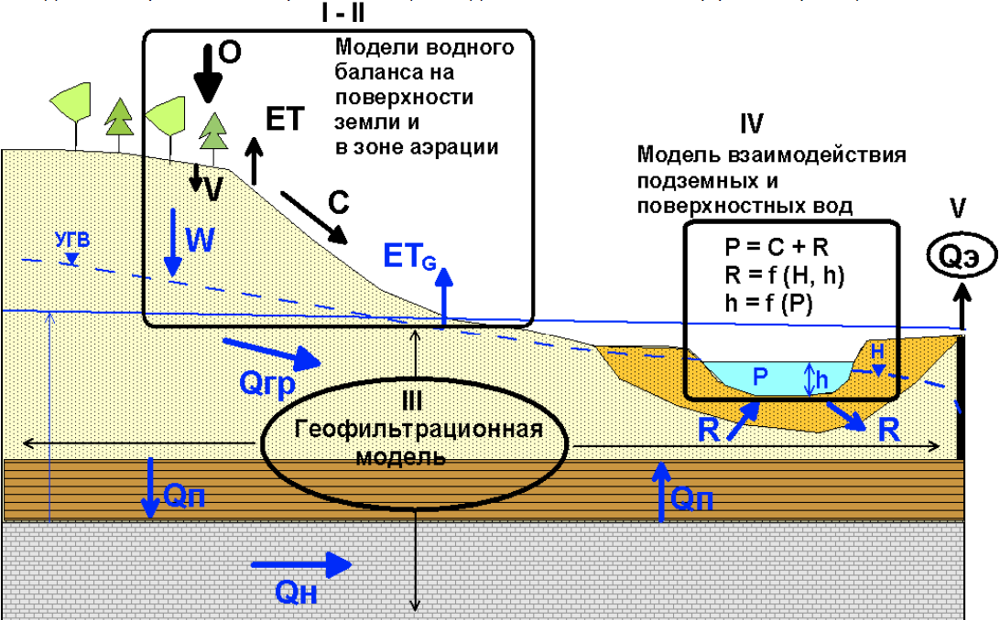 I - II
Модели водного
баланса на
поверхности
земли и
в зоне аэрации
O
ET
V
C
W
УГВ
ETG
IV
Модель взаимодействия
подземных и
поверхностных вод
P = C + R
R = f (H, h)
h = f (P)
V
Qэ
P
h
H
R
R
Qгр
III
Геофильтрационная
модель
Qп
Qп
Qн